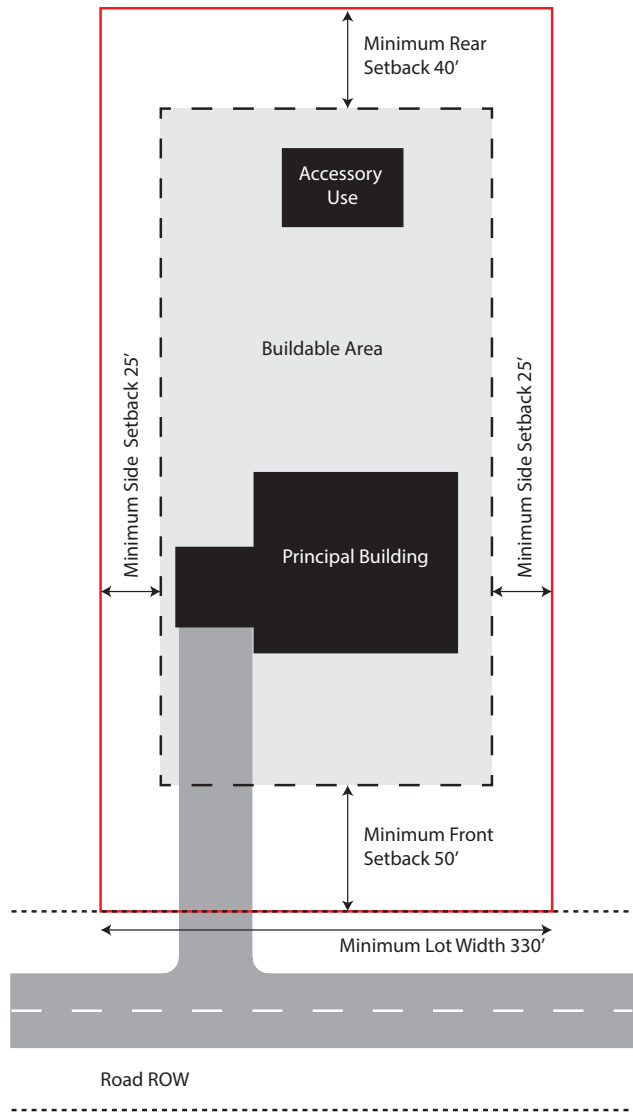 Minimum Rear
Setback 40’
Accessory
Use
Buildable Area
Minimum Side  Setback 25’
Minimum Side Setback 25’
Principal Building
Minimum Front
Setback 50’
Minimum Lot Width 330’
Road ROW